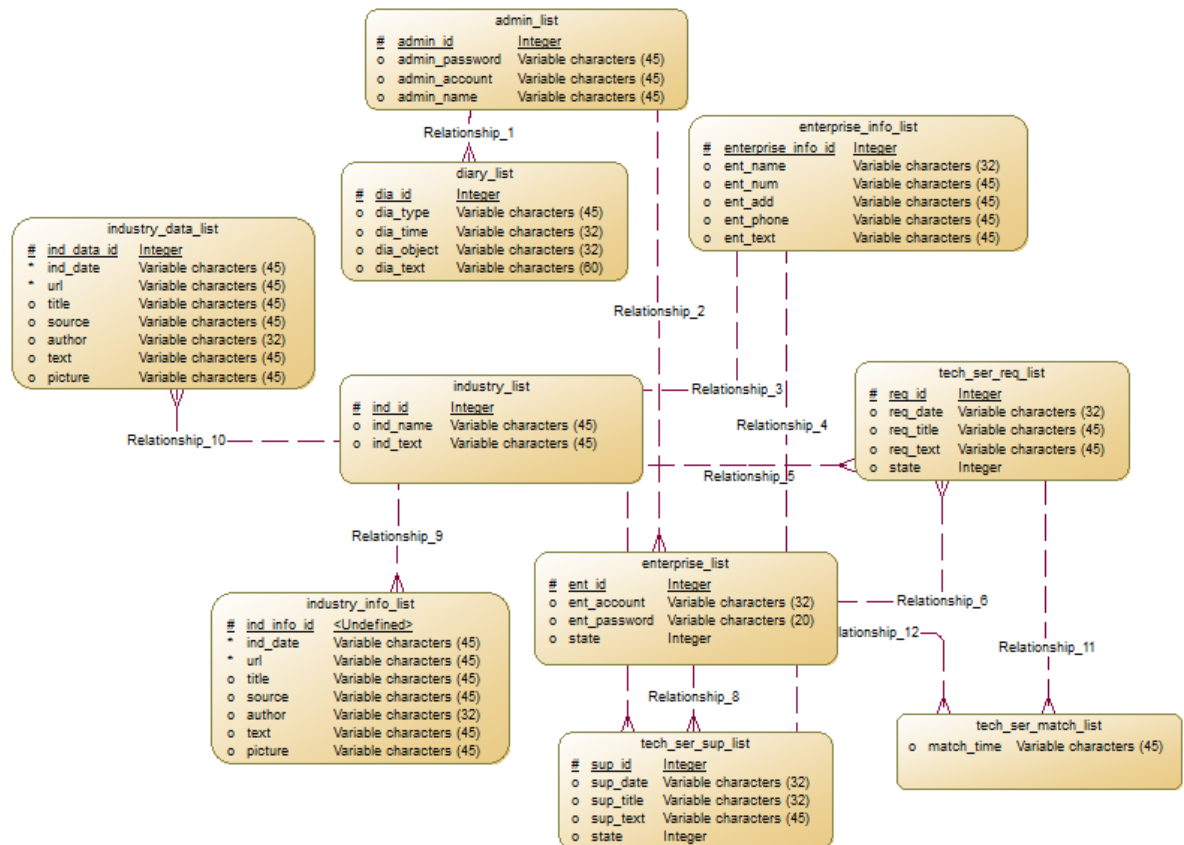 admin_list
# admin_id Integer
o admin_password Variable characters (45)
o admin_account Variable characters (45)
o admin_name Variable characters (45)
Relationship_1
diary_list
# dia_id Integer
o dia_type Variable characters (45)
o dia_time Variable characters (32)
o dia_object Variable characters (32)
o dia_text Variable characters (60)
enterprise_info_list
# enterprise_info_id Integer
o ent_name Variable characters (32)
o ent_num Variable characters (45)
o ent_add Variable characters (45)
o ent_phone Variable characters (45)
o ent_text Variable characters (45)
industry_data_list
# ind_data_id Integer
* ind_date Variable characters (45)
* url Variable characters (45)
o title Variable characters (45)
o source Variable characters (45)
o author Variable characters (32)
o text Variable characters (45)
o picture Variable characters (45)
Relationship_2
Relationship_3
Relationship_4
industry_list
# ind_id Integer
o ind_name Variable characters (45)
o ind_text Variable characters (45)
tech_ser_req_list
# req_id Integer
o req_date Variable characters (32)
o req_title Variable characters (45)
o req_text Variable characters (45)
o state Integer
Relationship_10
Relationship_5
Relationship_9
enterprise_list
# ent_id Integer
o ent_account Variable characters (32)
o ent_password Variable characters (20)
o state Integer
industry_info_list
# ind_info_id <Undefined>
* ind_date Variable characters (45)
* url Variable characters (45)
o title Variable characters (45)
o source Variable characters (45)
o author Variable characters (32)
o text Variable characters (45)
o picture Variable characters (45)
Relationship_6
elationship_12
Relationship_11
Relationship_8
tech_ser_sup_list
# sup_id Integer
o sup_date Variable characters (32)
o sup_title Variable characters (32)
o sup_text Variable characters (45)
o state Integer
tech_ser_match_list
o match_time Variable characters (45)